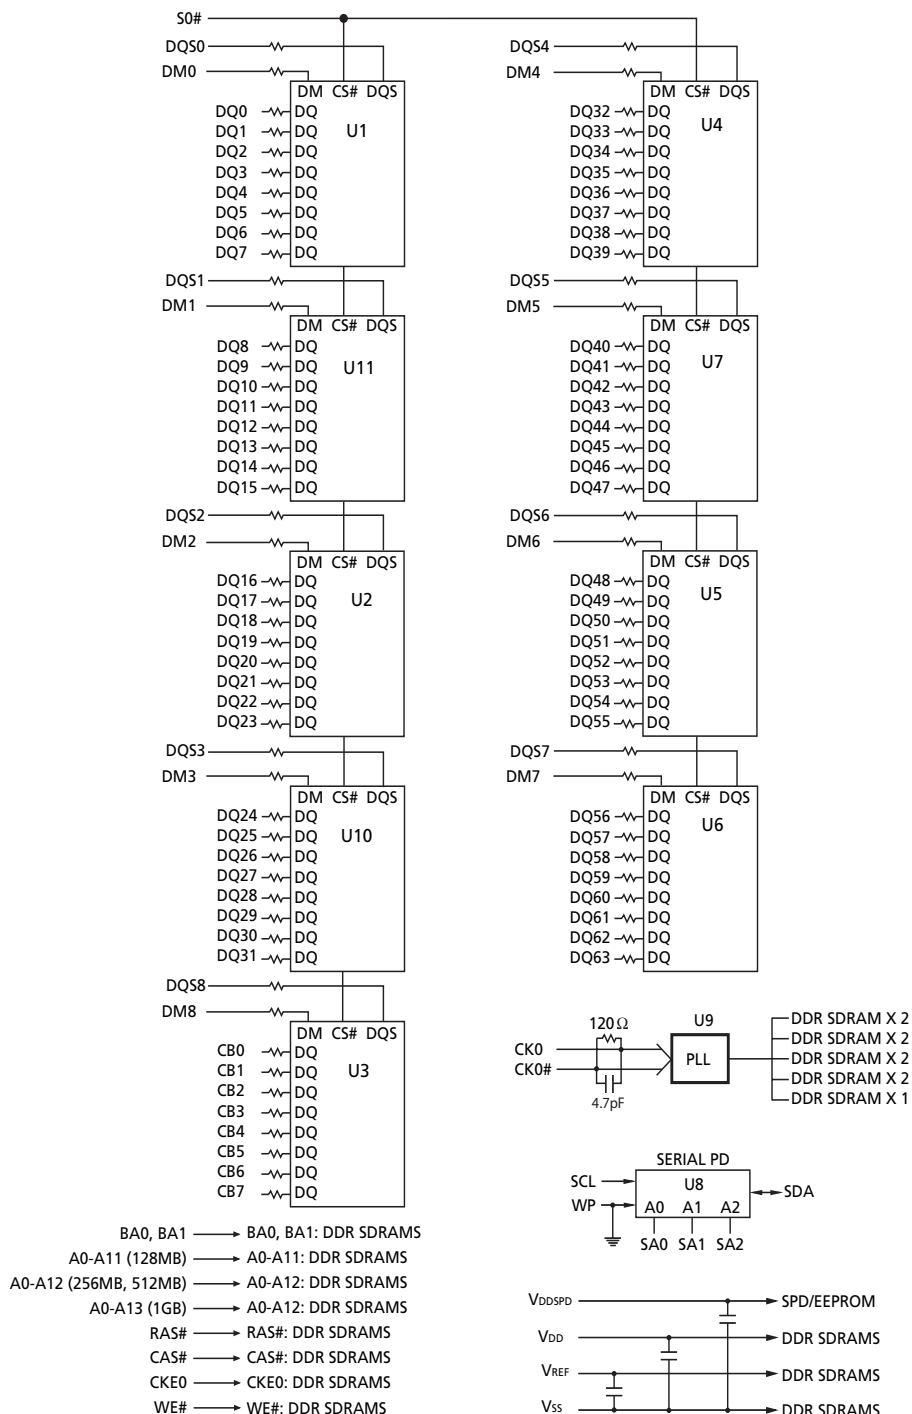 S0#
DQS0
DM0
DM CS# DQS
U1
DQ0 DQ
DQ1 DQ
DQ2 DQ
DQ3 DQ
DQ4 DQ
DQ5 DQ
DQ6 DQ
DQ7 DQ
DQS1
DM1
DM CS# DQS
U11
DQ8 DQ
DQ9 DQ
DQ10 DQ
DQ11 DQ
DQ12 DQ
DQ13 DQ
DQ14 DQ
DQ15 DQ
DQS2
DM2
DM CS# DQS
U2
DQ16 DQ
DQ17 DQ
DQ18 DQ
DQ19 DQ
DQ20 DQ
DQ21 DQ
DQ22 DQ
DQ23 DQ
DQS3
DM3
DM CS# DQS
U10
DQ24 DQ
DQ25 DQ
DQ26 DQ
DQ27 DQ
DQ28 DQ
DQ29 DQ
DQ30 DQ
DQ31 DQ
DQS8
DM8
DM CS# DQS
U3
CB0 DQ
CB1 DQ
CB2 DQ
CB3 DQ
CB4 DQ
CB5 DQ
CB6 DQ
CB7 DQ
DQS4
DM4
DM CS# DQS
U4
DQ32 DQ
DQ33 DQ
DQ34 DQ
DQ35 DQ
DQ36 DQ
DQ37 DQ
DQ38 DQ
DQ39 DQ
DQS5
DM5
DM CS# DQS
U7
DQ40 DQ
DQ41 DQ
DQ42 DQ
DQ43 DQ
DQ44 DQ
DQ45 DQ
DQ46 DQ
DQ47 DQ
DQS6
DM6
DM CS# DQS
U5
DQ48 DQ
DQ49 DQ
DQ50 DQ
DQ51 DQ
DQ52 DQ
DQ53 DQ
DQ54 DQ
DQ55 DQ
DQS7
DM7
DM CS# DQS
U6
DQ56 DQ
DQ57 DQ
DQ58 DQ
DQ59 DQ
DQ60 DQ
DQ61 DQ
DQ62 DQ
DQ63 DQ
120Ω
U9
CK0
CK0#
PLL
4.7pF
DDR SDRAM X 2
DDR SDRAM X 2
DDR SDRAM X 2
DDR SDRAM X 2
DDR SDRAM X 1
SERIAL PD
SCL U8
SDA
WP A0 A1 A2
SA0 SA1 SA2
BA0, BA1 BA0, BA1: DDR SDRAMS
A0-A11 (128MB) A0-A11: DDR SDRAMS
A0-A12 (256MB, 512MB) A0-A12: DDR SDRAMS
A0-A13 (1GB) A0-A12: DDR SDRAMS
RAS# RAS#: DDR SDRAMS
CAS# CAS#: DDR SDRAMS
CKE0 CKE0: DDR SDRAMS
WE# WE#: DDR SDRAMS
VDDSPD SPD/EEPROM
VDD DDR SDRAMS
VREF DDR SDRAMS
VSS DDR SDRAMS